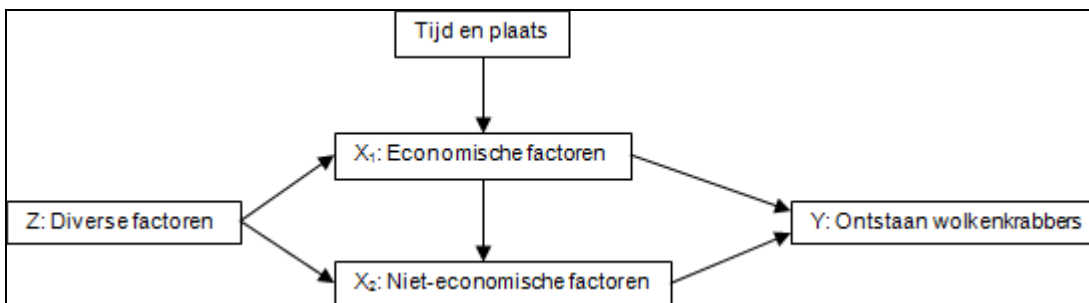 Tijd en plaats
X₁: Economische factoren
Z: Diverse factoren
Y: Ontstaan wolkenkrabbers
X₂: Niet-economische factoren